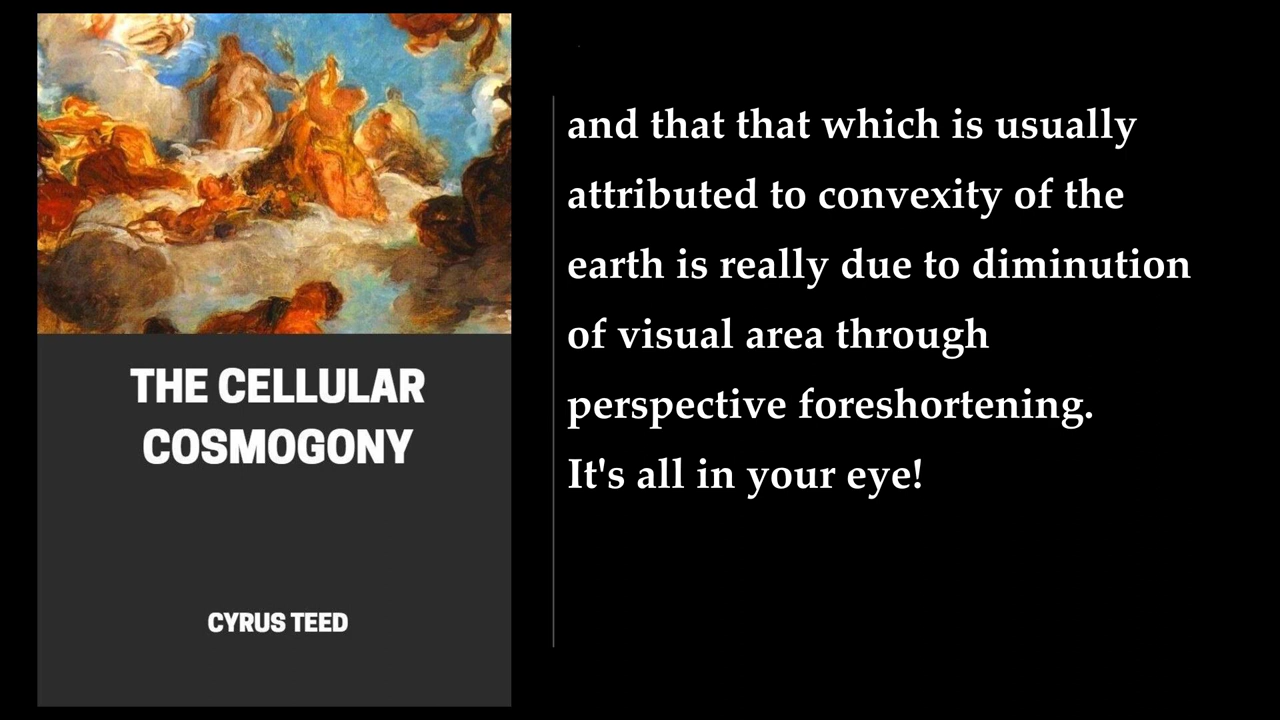 THE CELLULAR
COSMOGONY
CYRUS TEED
and that that which is usually
attributed to convexity of the
earth is really due to diminution
of visual area through
perspective foreshortening.
It's all in your eye!